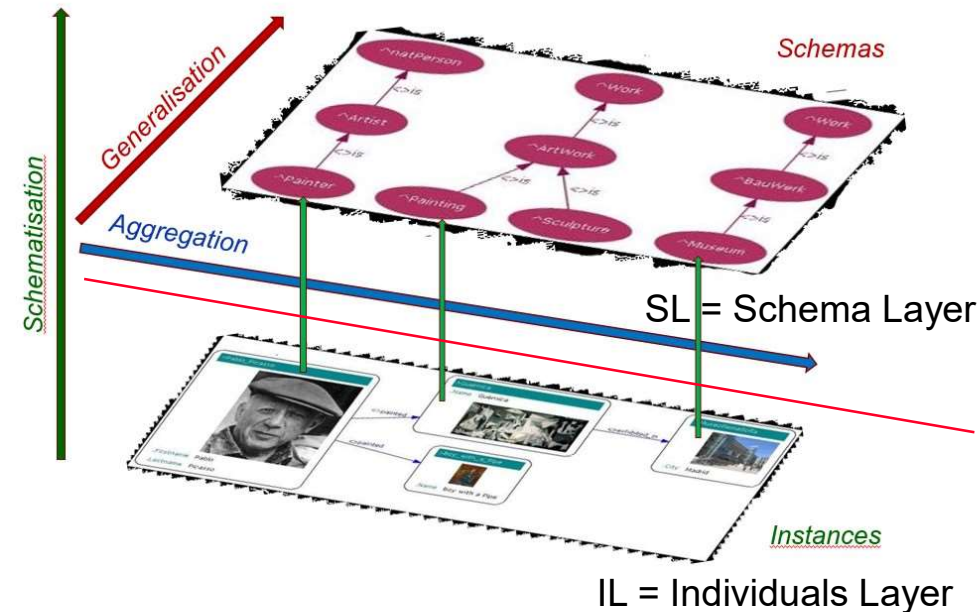 Schematisation
Generalisation
Aggregation
Schemas
^natPerson
<>is
^Artist
<>is
^Painter
^Work
<>is
^ArtWork
<>is
<>is
^Painting
^Sculpture
^Work
<>is
^BauWerk
<>is
^Museum
SL = Schema Layer
Firstname Pablo
Lastname Picasso
<>painted
<>painted
Name Guernica
Name Boy with a Pipe
City Madrid
Instances
IL = Individuals Layer